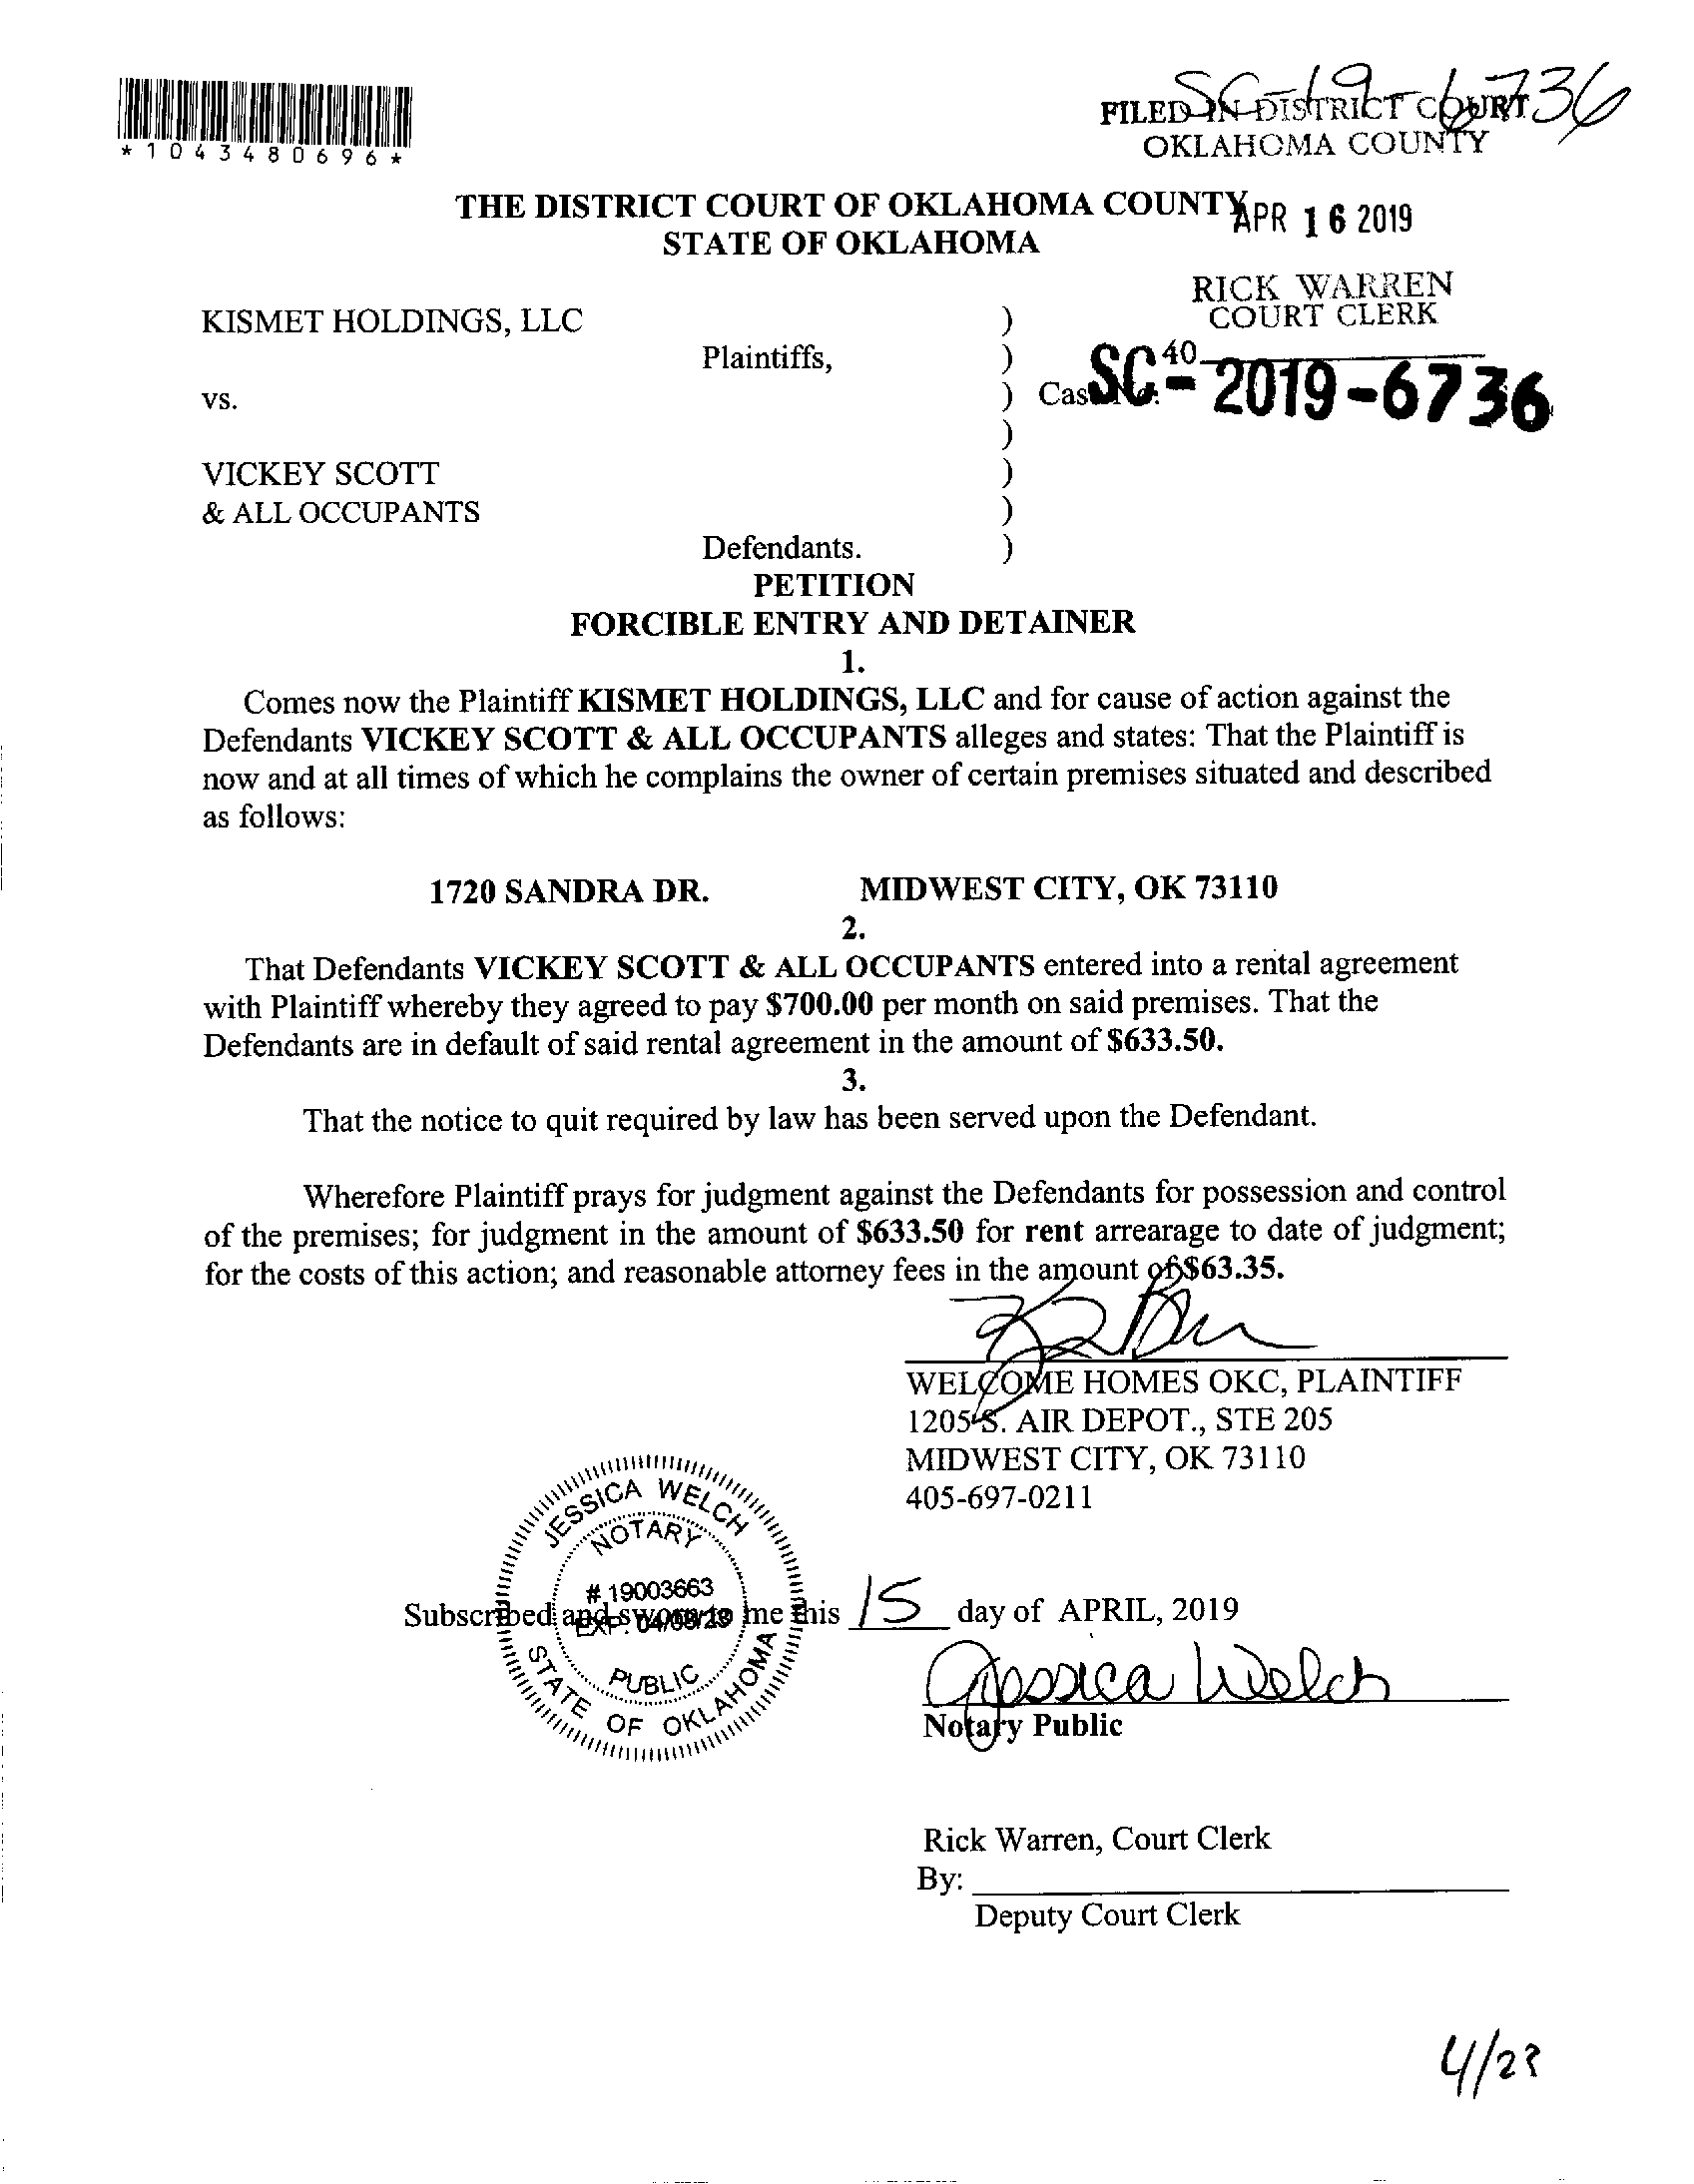 SC-19-6736
FILED IN DISTRICT COURT
OKLAHOMA COUNTY
*1043480696*
THE DISTRICT COURT OF OKLAHOMA COUNTY
APR 16 2019
STATE OF OKLAHOMA
RICK WARREN
COURT CLERK
KISMET HOLDINGS, LLC )
40
Plaintiffs, )
vs. ) Case No.: SC-2019-6736
)
VICKEY SCOTT )
& ALL OCCUPANTS )
Defendants. )
PETITION
FORCIBLE ENTRY AND DETAINER
1.
Comes now the Plaintiff KISMET HOLDINGS, LLC and for cause of action against the
Defendants VICKEY SCOTT & ALL OCCUPANTS alleges and states: That the Plaintiff is
now and at all times of which he complains the owner of certain premises situated and described
as follows:
1720 SANDRA DR. MIDWEST CITY, OK 73110
2.
That Defendants VICKEY SCOTT & ALL OCCUPANTS entered into a rental agreement
with Plaintiff whereby they agreed to pay $700.00 per month on said premises. That the
Defendants are in default of said rental agreement in the amount of $633.50.
3.
That the notice to quit required by law has been served upon the Defendant.
Wherefore Plaintiff prays for judgment against the Defendants for possession and control
of the premises; for judgment in the amount of $633.50 for rent arrearage to date of judgment;
for the costs of this action; and reasonable attorney fees in the amount of $63.35.
WELCOME HOMES OKC, PLAINTIFF
1205 S. AIR DEPOT., STE 205
MIDWEST CITY, OK 73110
405-697-0211
JESSICA WELCH
NOTARY
# 19003663
EXP. 04/08/23
PUBLIC
STATE OF OKLAHOMA
Subscribed and sworn to me this 15 day of APRIL, 2019
Jessica Welch
Notary Public
Rick Warren, Court Clerk
By:
Deputy Court Clerk